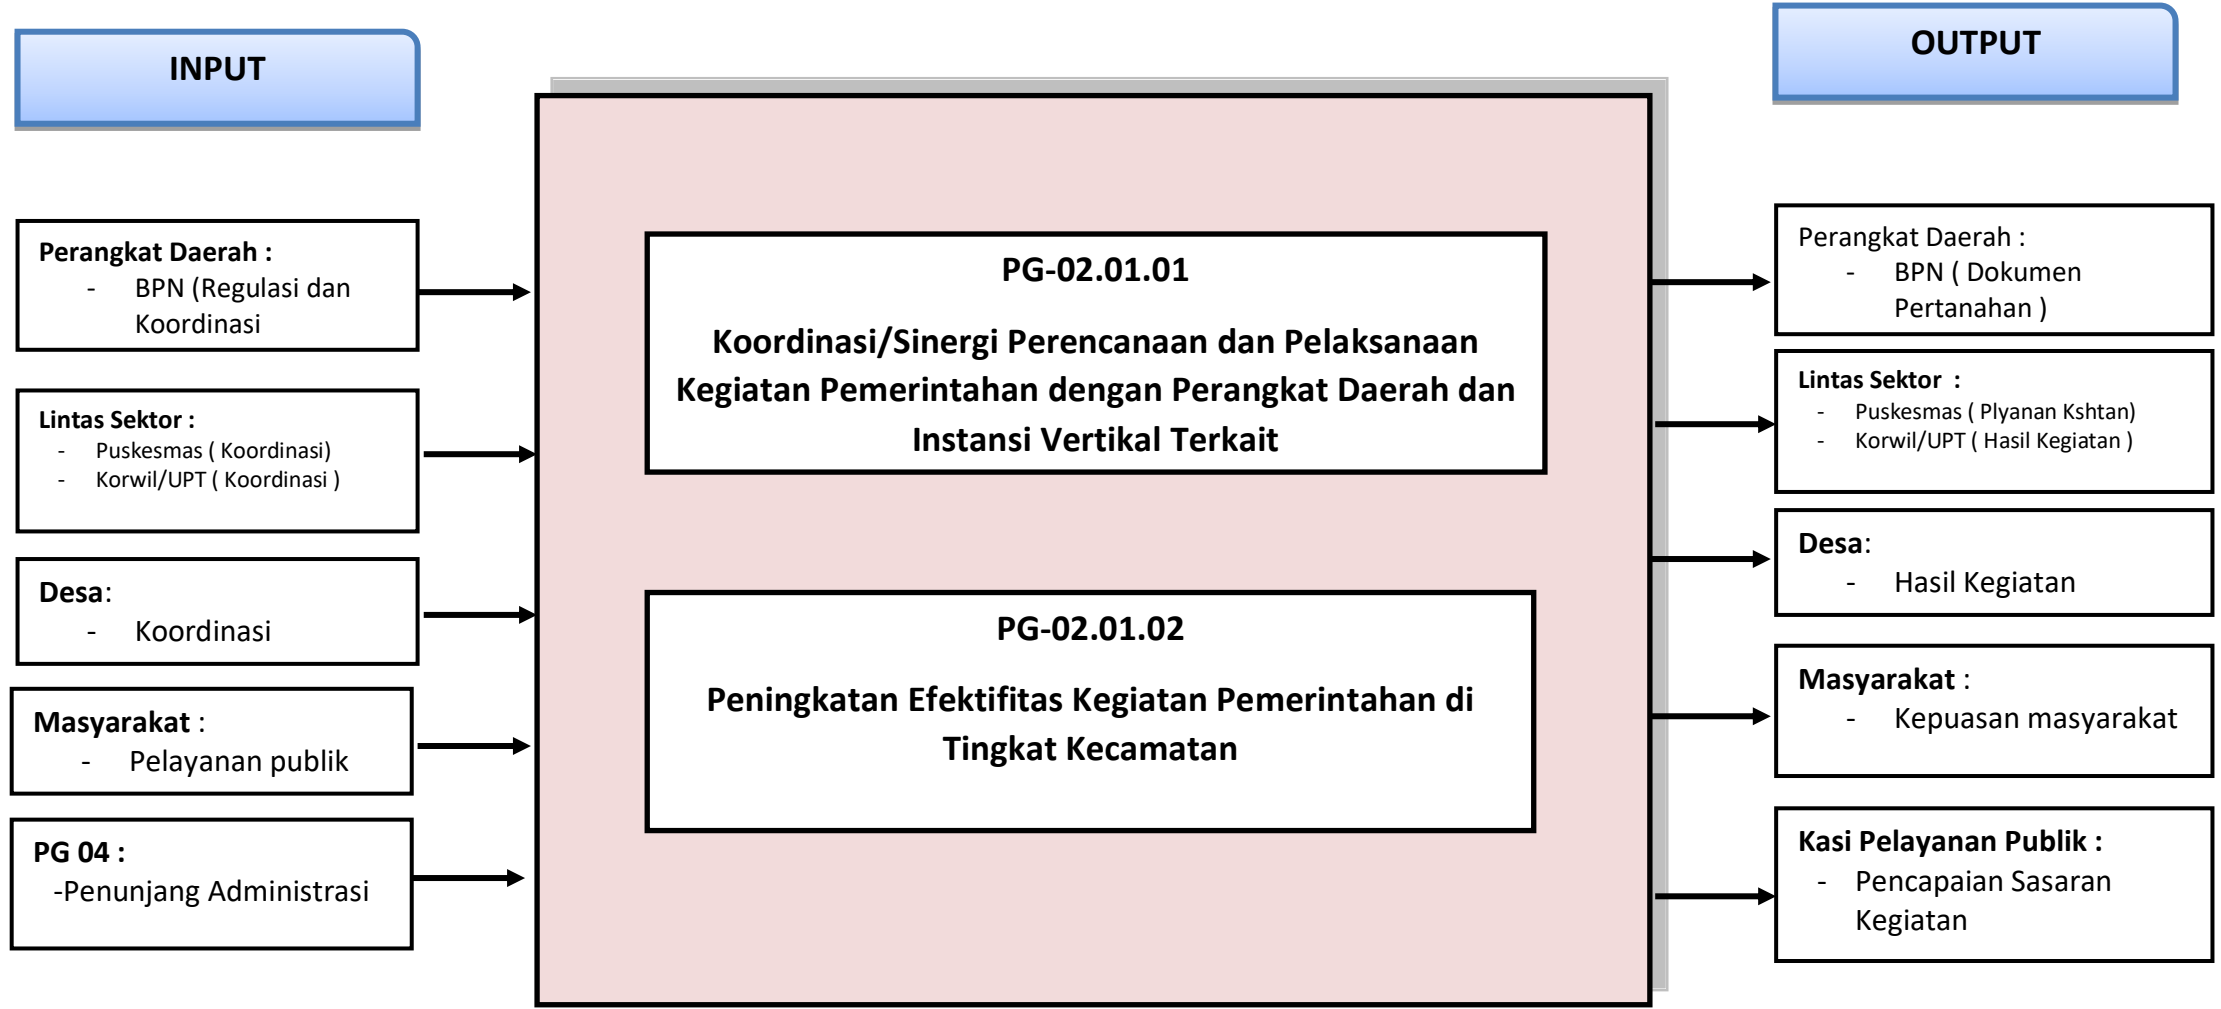 INPUT
Perangkat Daerah :
- BPN (Regulasi dan
Koordinasi
Lintas Sektor :
- Puskesmas ( Koordinasi)
- Korwil/UPT ( Koordinasi )
Desa:
- Koordinasi
Masyarakat :
- Pelayanan publik
PG 04 :
-Penunjang Administrasi
PG-02.01.01
Koordinasi/Sinergi Perencanaan dan Pelaksanaan
Kegiatan Pemerintahan dengan Perangkat Daerah dan
Instansi Vertikal Terkait
PG-02.01.02
Peningkatan Efektifitas Kegiatan Pemerintahan di
Tingkat Kecamatan
OUTPUT
Perangkat Daerah :
- BPN ( Dokumen
Pertanahan )
Lintas Sektor  :
- Puskesmas ( Plyanan Kshtan)
- Korwil/UPT ( Hasil Kegiatan )
Desa:
- Hasil Kegiatan
Masyarakat :
- Kepuasan masyarakat
Kasi Pelayanan Publik :
- Pencapaian Sasaran
Kegiatan